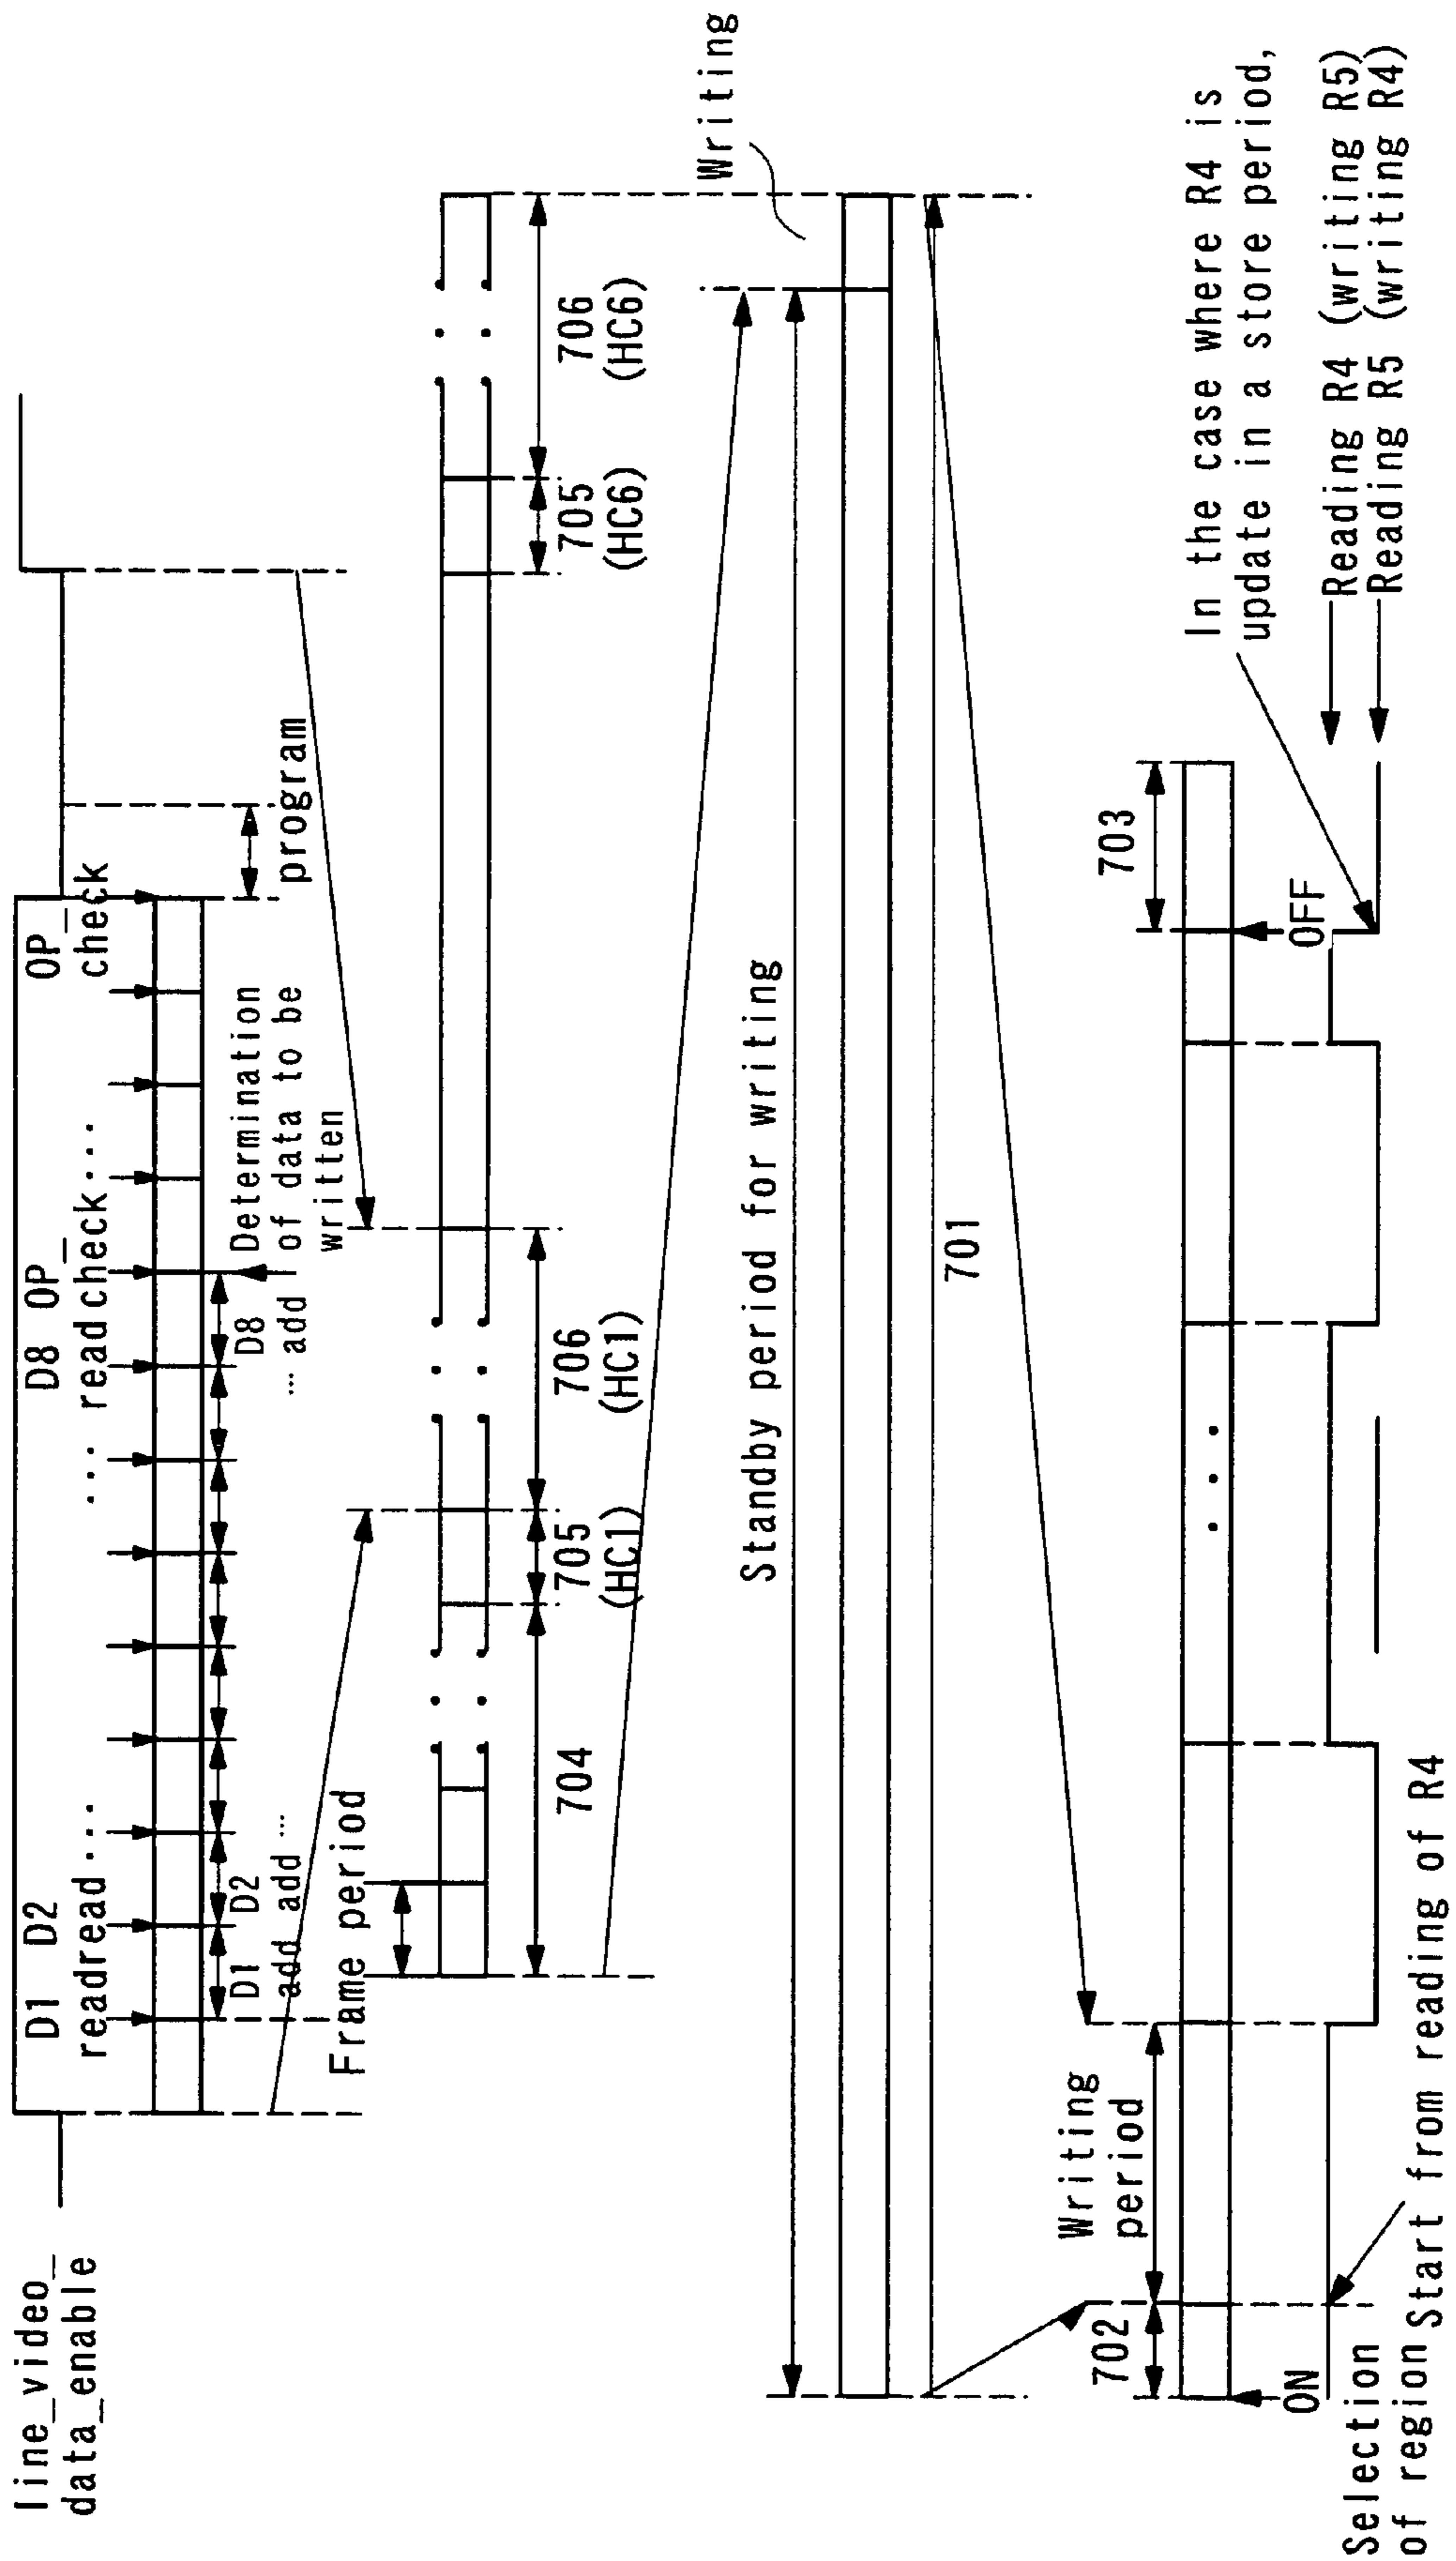 line_video_
data_enable
D1 D2 D8 OP_ OP_
readread... ... read check... check
D1 D2 D8
add add... ... add
Determination
of data to be
written
program
Frame period
704
705
(HC1)
706
(HC1)
705
(HC6)
706
(HC6)
Writing
Standby period for writing
701
702
Writing
period
703
ON
OFF
In the case where R4 is
update in a store period,
Reading R4 (writing R5)
Reading R5 (writing R4)
Selection
of region
Start from reading of R4